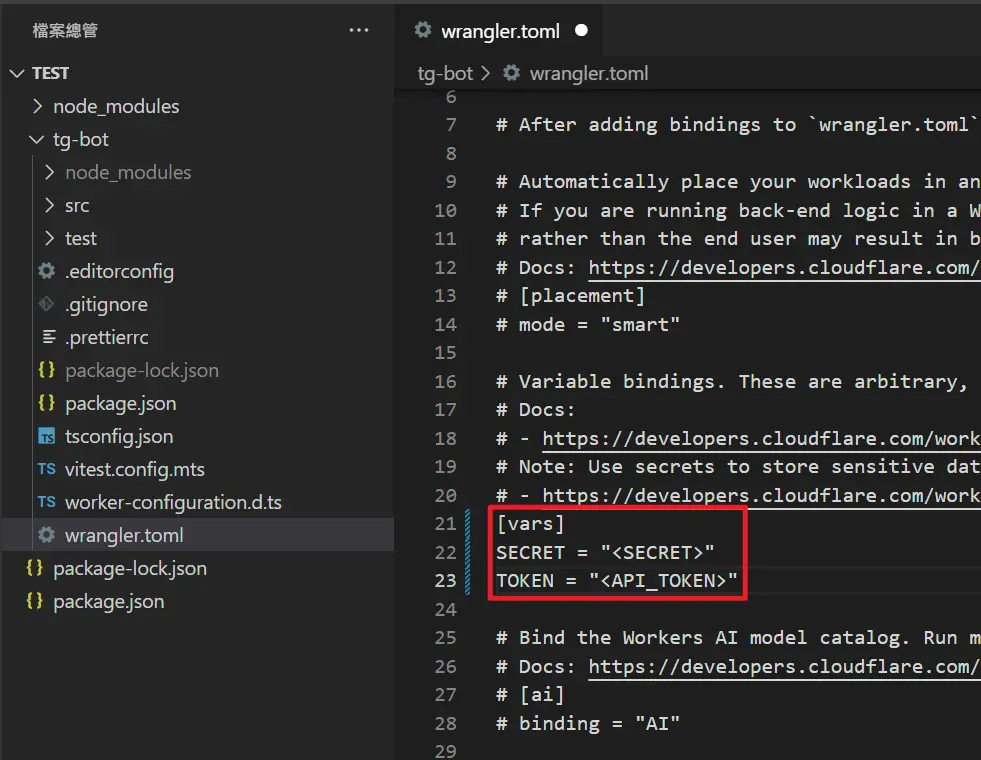 檔案總管
TEST
node_modules
tg-bot
node_modules
src
test
.editorconfig
.gitignore
.prettierrc
package-lock.json
package.json
tsconfig.json
vitest.config.mts
worker-configuration.d.ts
wrangler.toml
package-lock.json
package.json
wrangler.toml
tg-bot > wrangler.toml
6
7 # After adding bindings to `wrangler.toml`
8
9 # Automatically place your workloads in an
10 # If you are running back-end logic in a W
11 # rather than the end user may result in b
12 # Docs: https://developers.cloudflare.com/
13 # [placement]
14 # mode = "smart"
15
16 # Variable bindings. These are arbitrary,
17 # Docs:
18 # - https://developers.cloudflare.com/work
19 # Note: Use secrets to store sensitive dat
20 # - https://developers.cloudflare.com/work
21 [vars]
22 SECRET = "<SECRET>"
23 TOKEN = "<API_TOKEN>"
24
25 # Bind the Workers AI model catalog. Run m
26 # Docs: https://developers.cloudflare.com/
27 # [ai]
28 # binding = "AI"
29